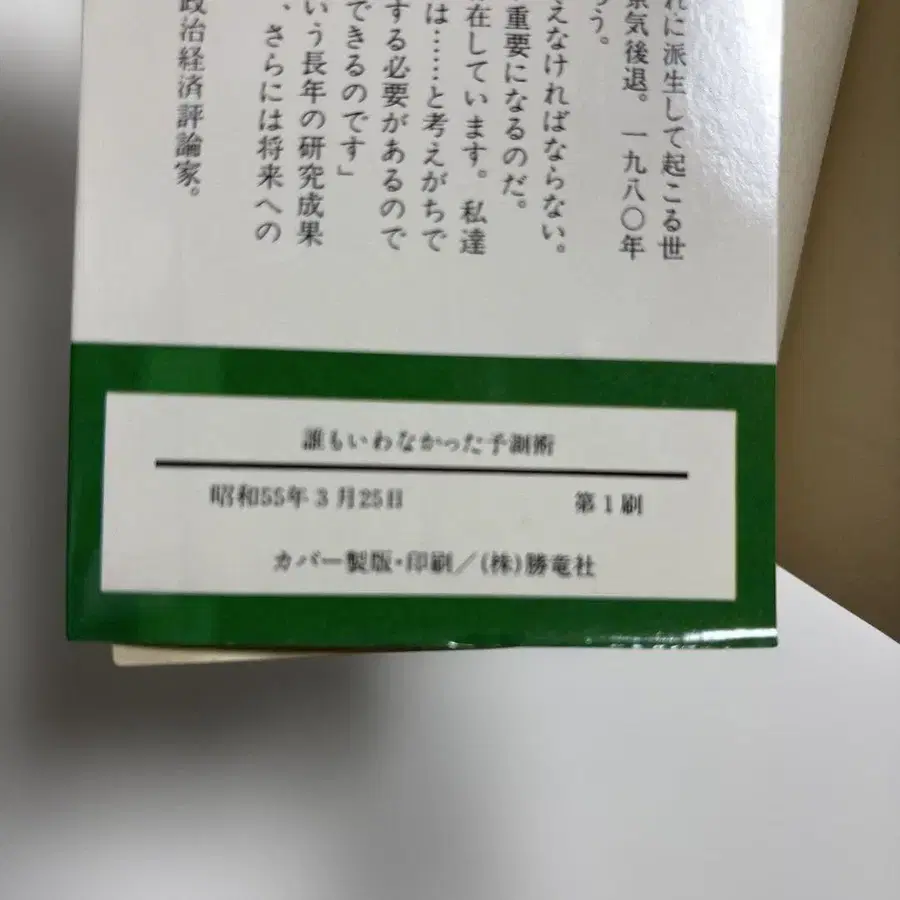 れに派生して起こる世
景気後退。一九八〇年
ろう。
えなければならない。
重要になるのだ。
在しています。私達
は……と考えがちで
する必要があるので
できるのです」
いう長年の研究成果
、さらには将来への
政治経済評論家。
誰もいわなかった予測術
昭和55年3月25日 第1刷
カバー製版・印刷／(株)勝竜社